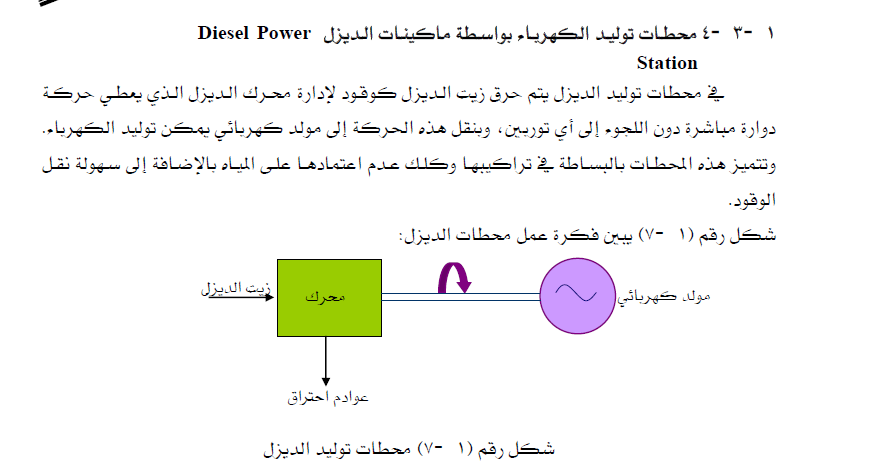 ١ -٣ -٤ محطات توليد الكهرباء بواسطة ماكينات الديزل Diesel Power
Station
في محطات توليد الديزل يتم حرق زيت الديزل كوقود لإدارة محرك الديزل الذي يعطي حركة
دوارة مباشرة دون اللجوء إلى أي توربين، وبنقل هذه الحركة إلى مولد كهربائي يمكن توليد الكهرباء.
وتتميز هذه المحطات بالبساطة في تراكيبها وكلك عدم اعتمادها على المياه بالإضافة إلى سهولة نقل
الوقود.
شكل رقم (١ -٧) يبين فكرة عمل محطات الديزل:
زيت الديزل
محرك
مولد كهربائي
عوادم احتراق
شكل رقم (١ -٧) محطات توليد الديزل